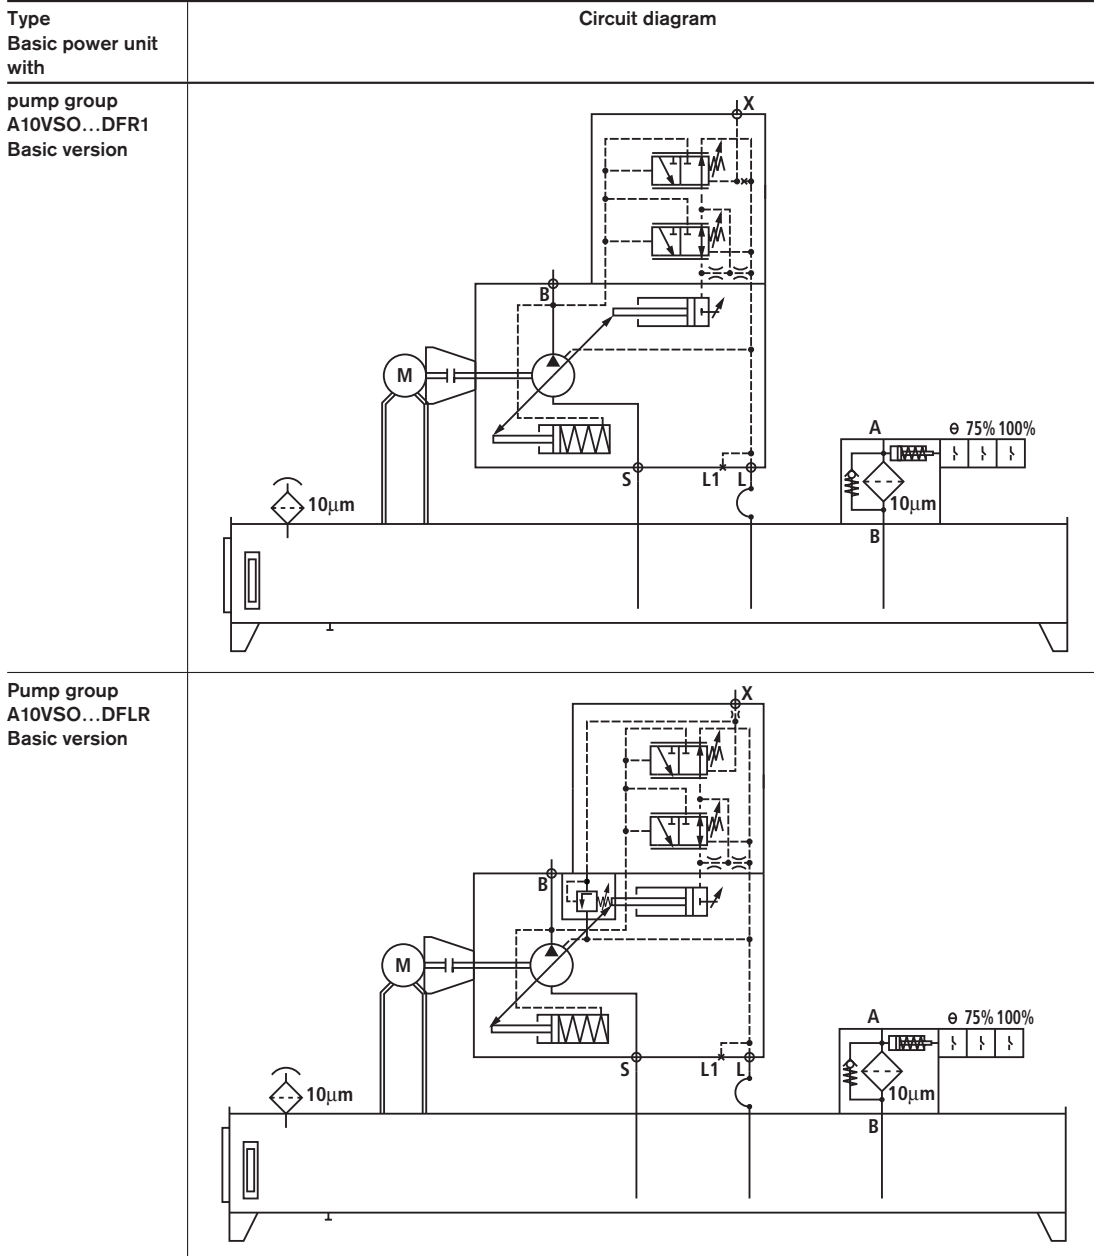 Type
Basic power unit
with
Circuit diagram
pump group
A10VSO...DFR1
Basic version
X
B
M
S
L1
L
10μm
A
θ 75% 100%
10μm
B
Pump group
A10VSO...DFLR
Basic version
X
B
M
S
L1
L
10μm
A
θ 75% 100%
10μm
B